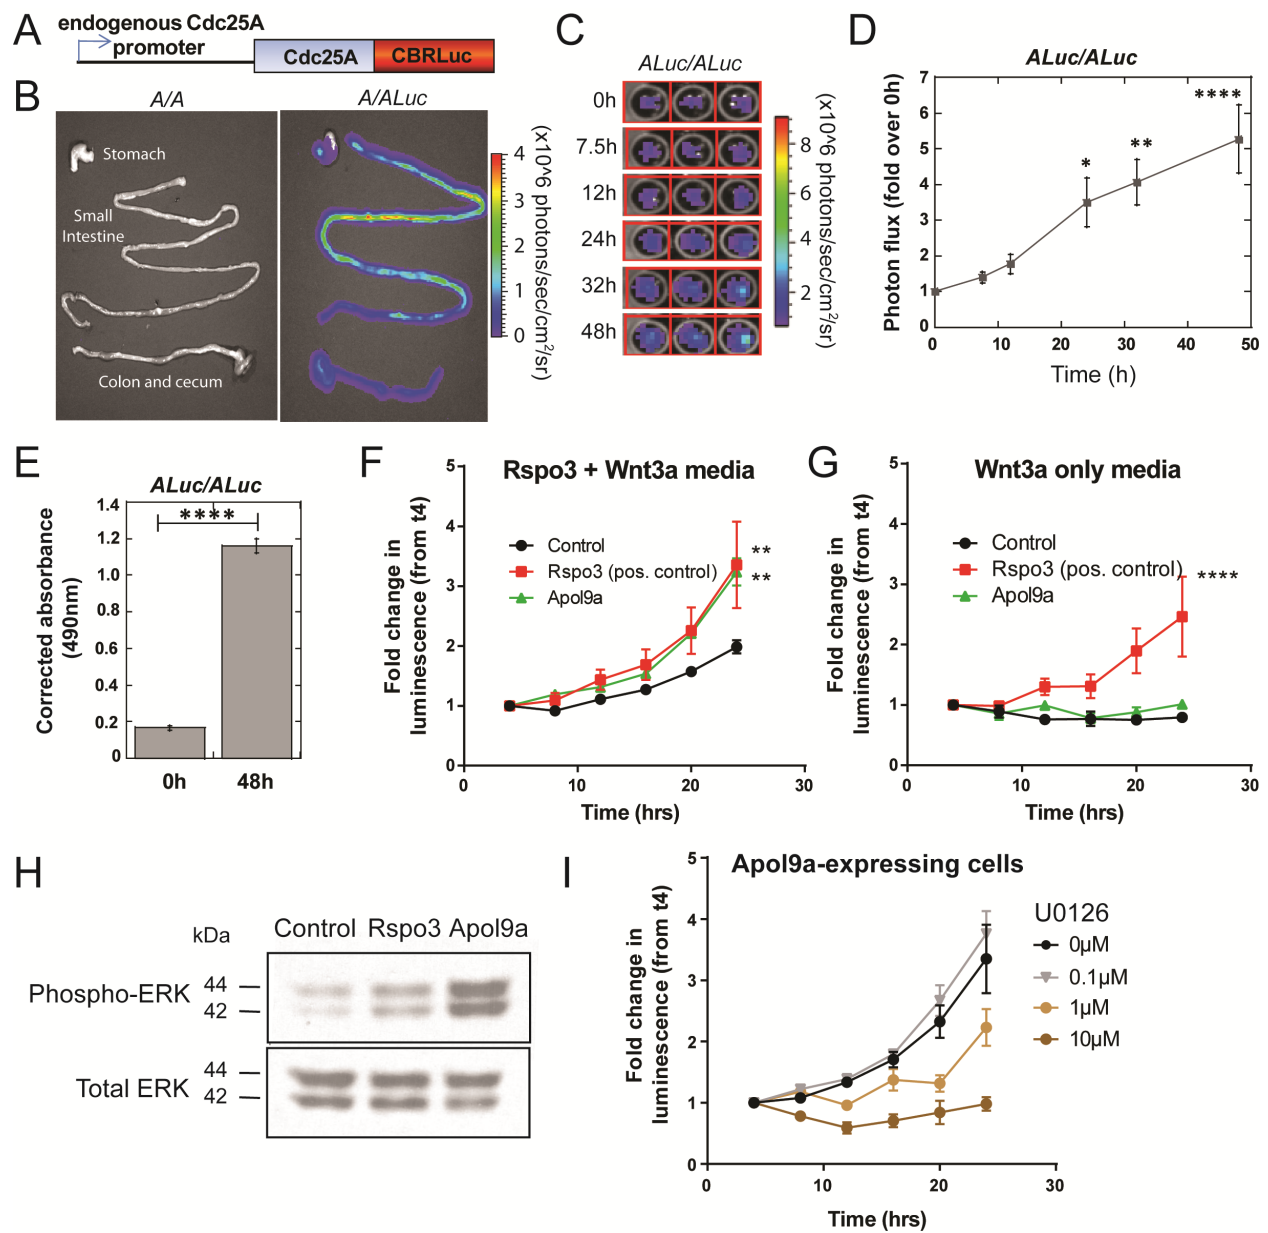 A
endogenous Cdc25A
promoter
Cdc25A
CBRLuc
B
A/A
A/ALuc
Stomach
Small
Intestine
Colon and cecum
4
3
2
1
0
(x10^6 photons/sec/cm²/sr)
C
ALuc/ALuc
0h
7.5h
12h
24h
32h
48h
8
6
4
2
(x10^6 photons/sec/cm²/sr)
D
ALuc/ALuc
Photon flux (fold over 0h)
7
6
5
4
3
2
1
0
*
**
****
0 10 20 30 40 50
Time (h)
E
ALuc/ALuc
****
Corrected absorbance
(490nm)
1.4
1.2
1.0
0.8
0.6
0.4
0.2
0
0h 48h
F
Rspo3 + Wnt3a media
Fold change in
luminescence (from t4)
5
4
3
2
1
0
Control
Rspo3 (pos. control)
Apol9a
**
**
0 10 20 30
Time (hrs)
G
Wnt3a only media
Fold change in
luminescence (from t4)
5
4
3
2
1
0
Control
Rspo3 (pos. control)
Apol9a
****
0 10 20 30
Time (hrs)
H
kDa
Control Rspo3 Apol9a
Phospho-ERK
44
42
Total ERK
44
42
I
Apol9a-expressing cells
Fold change in
luminescence (from t4)
5
4
3
2
1
0
U0126
0µM
0.1µM
1µM
10µM
0 10 20 30
Time (hrs)